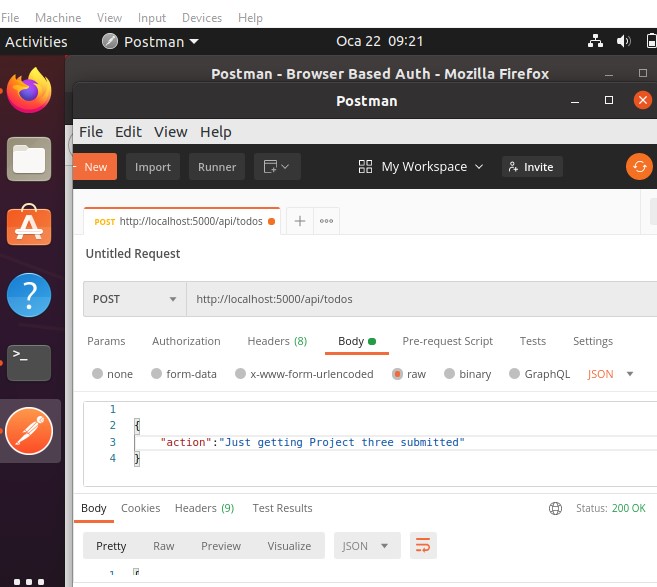 File Machine View Input Devices Help
Activities Postman Oca 22 09:21
Postman - Browser Based Auth - Mozilla Firefox
Postman
File Edit View Help
New Import Runner My Workspace Invite
POST http://localhost:5000/api/todos
Untitled Request
POST http://localhost:5000/api/todos
Params Authorization Headers (8) Body Pre-request Script Tests Settings
none form-data x-www-form-urlencoded raw binary GraphQL JSON
1
2 {
3 "action":"Just getting Project three submitted"
4 }
Body Cookies Headers (9) Test Results Status: 200 OK
Pretty Raw Preview Visualize JSON
1 {